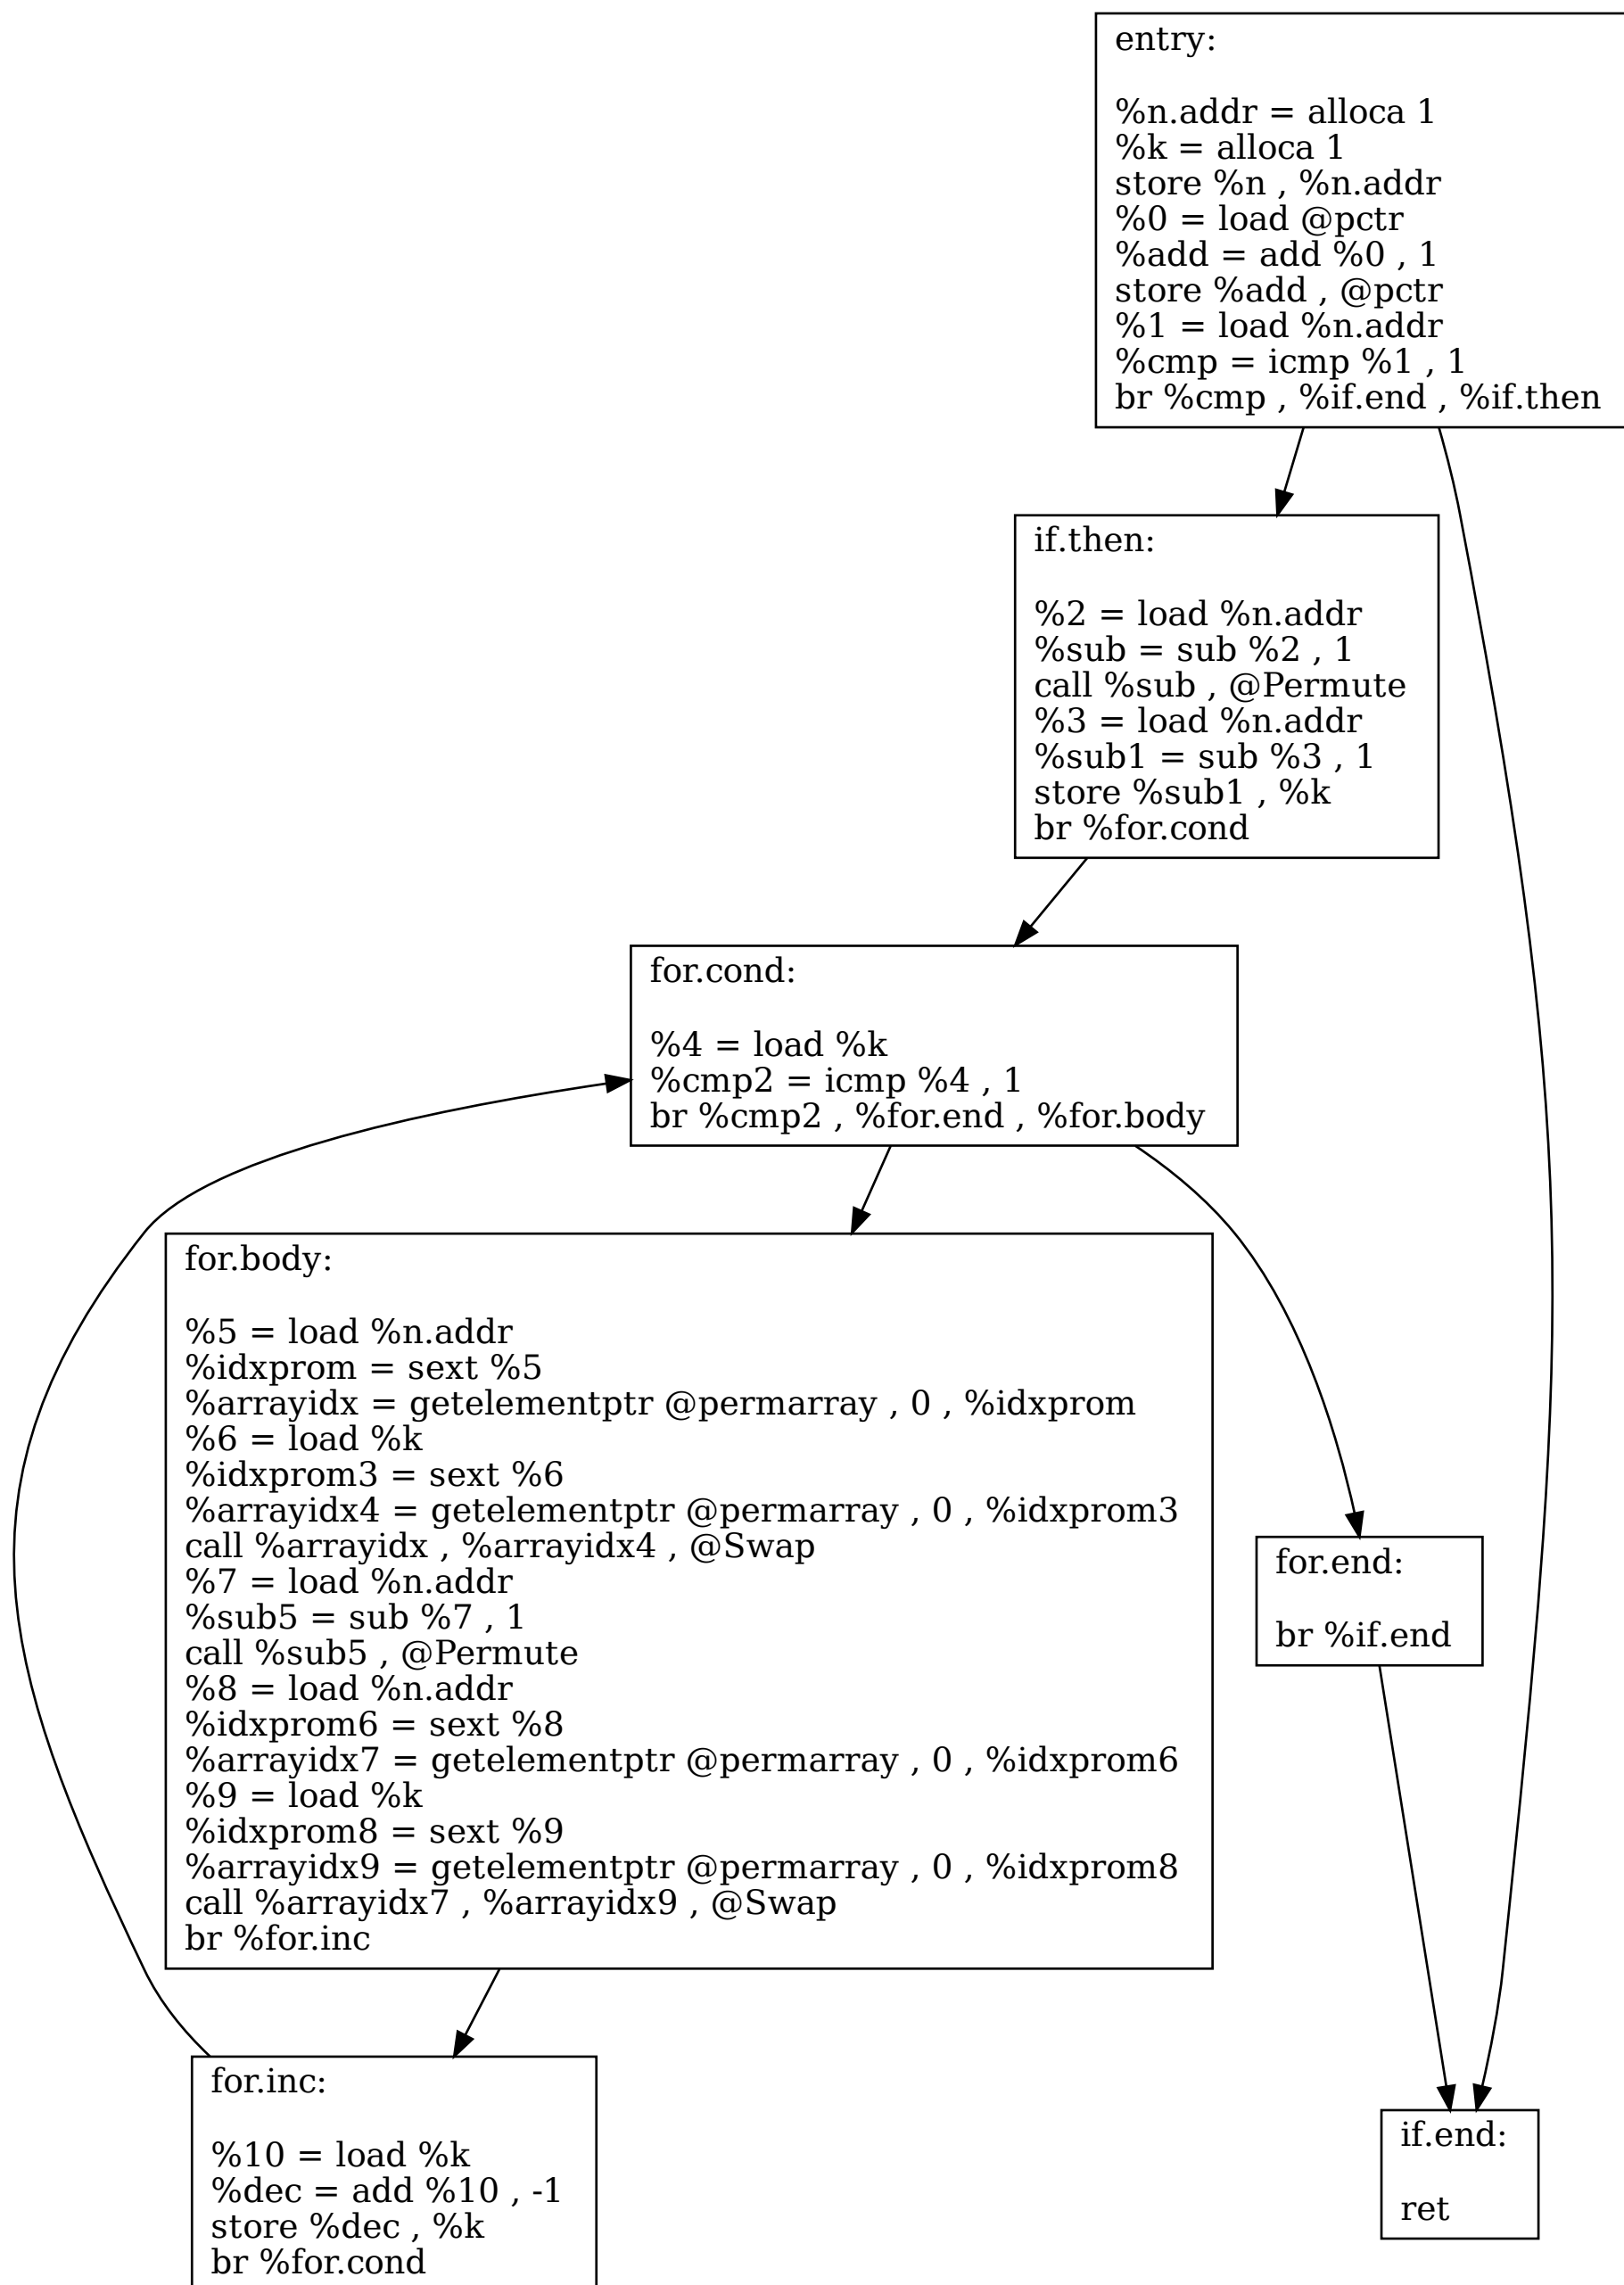 entry:
%n.addr = alloca 1
%k = alloca 1
store %n , %n.addr
%0 = load @pctr
%add = add %0 , 1
store %add , @pctr
%1 = load %n.addr
%cmp = icmp %1 , 1
br %cmp , %if.end , %if.then
if.then:
%2 = load %n.addr
%sub = sub %2 , 1
call %sub , @Permute
%3 = load %n.addr
%sub1 = sub %3 , 1
store %sub1 , %k
br %for.cond
for.cond:
%4 = load %k
%cmp2 = icmp %4 , 1
br %cmp2 , %for.end , %for.body
for.body:
%5 = load %n.addr
%idxprom = sext %5
%arrayidx = getelementptr @permarray , 0 , %idxprom
%6 = load %k
%idxprom3 = sext %6
%arrayidx4 = getelementptr @permarray , 0 , %idxprom3
call %arrayidx , %arrayidx4 , @Swap
%7 = load %n.addr
%sub5 = sub %7 , 1
call %sub5 , @Permute
%8 = load %n.addr
%idxprom6 = sext %8
%arrayidx7 = getelementptr @permarray , 0 , %idxprom6
%9 = load %k
%idxprom8 = sext %9
%arrayidx9 = getelementptr @permarray , 0 , %idxprom8
call %arrayidx7 , %arrayidx9 , @Swap
br %for.inc
for.end:
br %if.end
for.inc:
%10 = load %k
%dec = add %10 , -1
store %dec , %k
br %for.cond
if.end:
ret